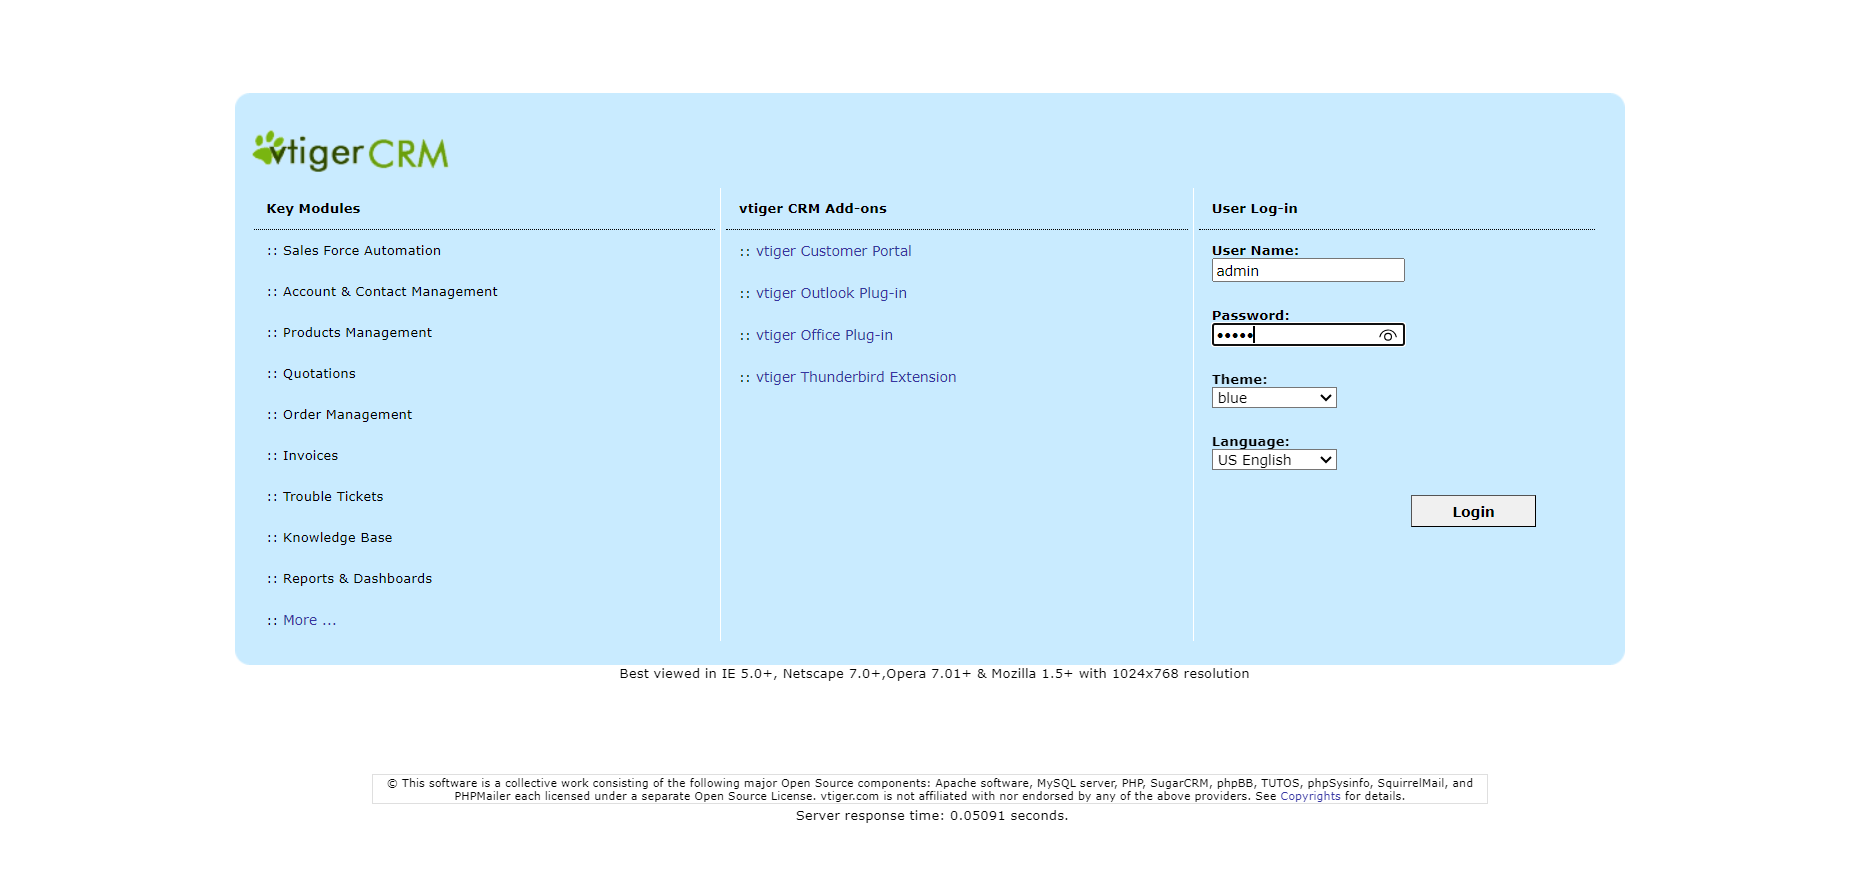 vtiger CRM
Key Modules
:: Sales Force Automation
:: Account & Contact Management
:: Products Management
:: Quotations
:: Order Management
:: Invoices
:: Trouble Tickets
:: Knowledge Base
:: Reports & Dashboards
:: More ...
vtiger CRM Add-ons
:: vtiger Customer Portal
:: vtiger Outlook Plug-in
:: vtiger Office Plug-in
:: vtiger Thunderbird Extension
User Log-in
User Name:
admin
Password:
•••••
Theme:
blue
Language:
US English
Login
Best viewed in IE 5.0+, Netscape 7.0+,Opera 7.01+ & Mozilla 1.5+ with 1024x768 resolution
© This software is a collective work consisting of the following major Open Source components: Apache software, MySQL server, PHP, SugarCRM, phpBB, TUTOS, phpSysinfo, SquirrelMail, and
PHPMailer each licensed under a separate Open Source License. vtiger.com is not affiliated with nor endorsed by any of the above providers. See Copyrights for details.
Server response time: 0.05091 seconds.